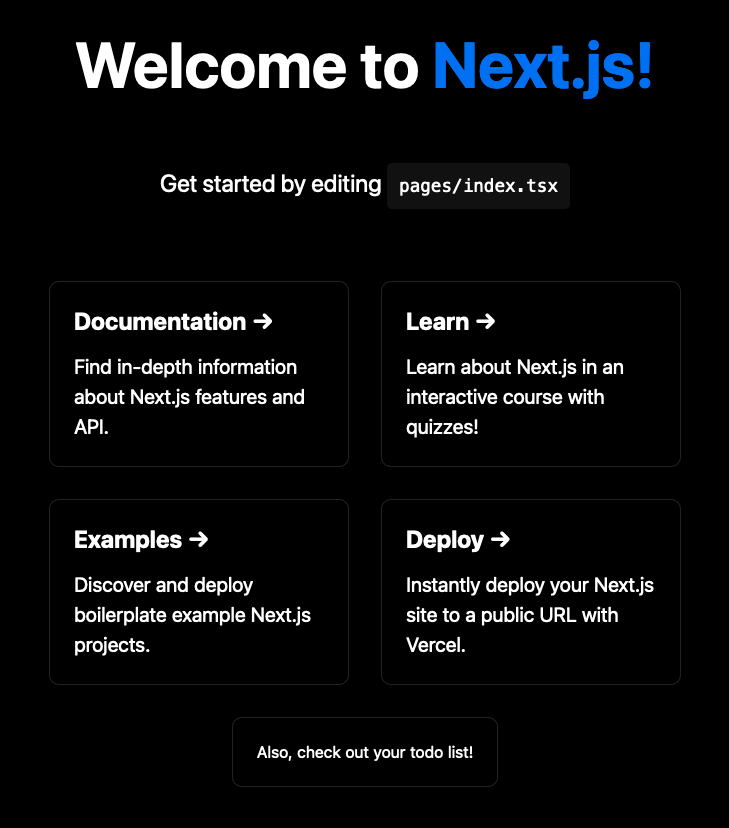 Welcome to Next.js!
Get started by editing pages/index.tsx
Documentation →
Find in-depth information
about Next.js features and
API.
Learn →
Learn about Next.js in an
interactive course with
quizzes!
Examples →
Discover and deploy
boilerplate example Next.js
projects.
Deploy →
Instantly deploy your Next.js
site to a public URL with
Vercel.
Also, check out your todo list!